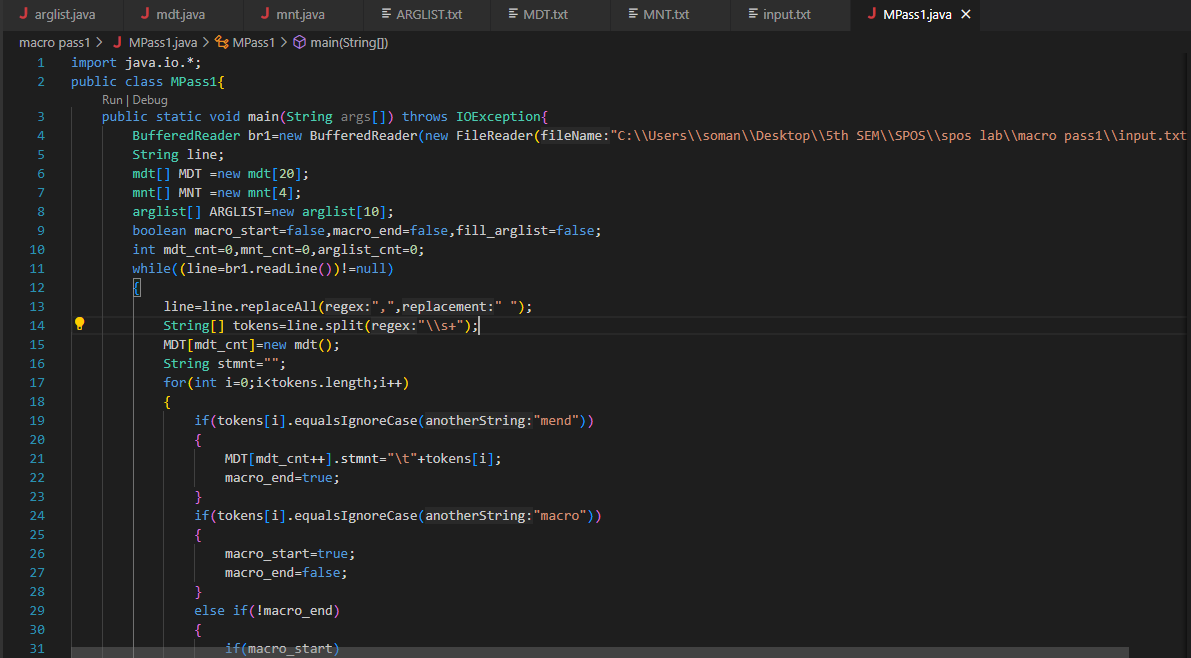 arglist.java mdt.java mnt.java ARGLIST.txt MDT.txt MNT.txt input.txt MPass1.java
macro pass1 > MPass1.java > MPass1 > main(String[])
1 import java.io.*;
2 public class MPass1{
Run | Debug
3 public static void main(String args[]) throws IOException{
4 BufferedReader br1=new BufferedReader(new FileReader(fileName:"C:\\Users\\soman\\Desktop\\5th SEM\\SPOS\\spos lab\\macro pass1\\input.txt
5 String line;
6 mdt[] MDT =new mdt[20];
7 mnt[] MNT =new mnt[4];
8 arglist[] ARGLIST=new arglist[10];
9 boolean macro_start=false,macro_end=false,fill_arglist=false;
10 int mdt_cnt=0,mnt_cnt=0,arglist_cnt=0;
11 while((line=br1.readLine())!=null)
12 {
13 line=line.replaceAll(regex:",",replacement:" ");
14 String[] tokens=line.split(regex:"\\s+");
15 MDT[mdt_cnt]=new mdt();
16 String stmnt="";
17 for(int i=0;i<tokens.length;i++)
18 {
19 if(tokens[i].equalsIgnoreCase(anotherString:"mend"))
20 {
21 MDT[mdt_cnt++].stmnt="\t"+tokens[i];
22 macro_end=true;
23 }
24 if(tokens[i].equalsIgnoreCase(anotherString:"macro"))
25 {
26 macro_start=true;
27 macro_end=false;
28 }
29 else if(!macro_end)
30 {
31 if(macro_start)